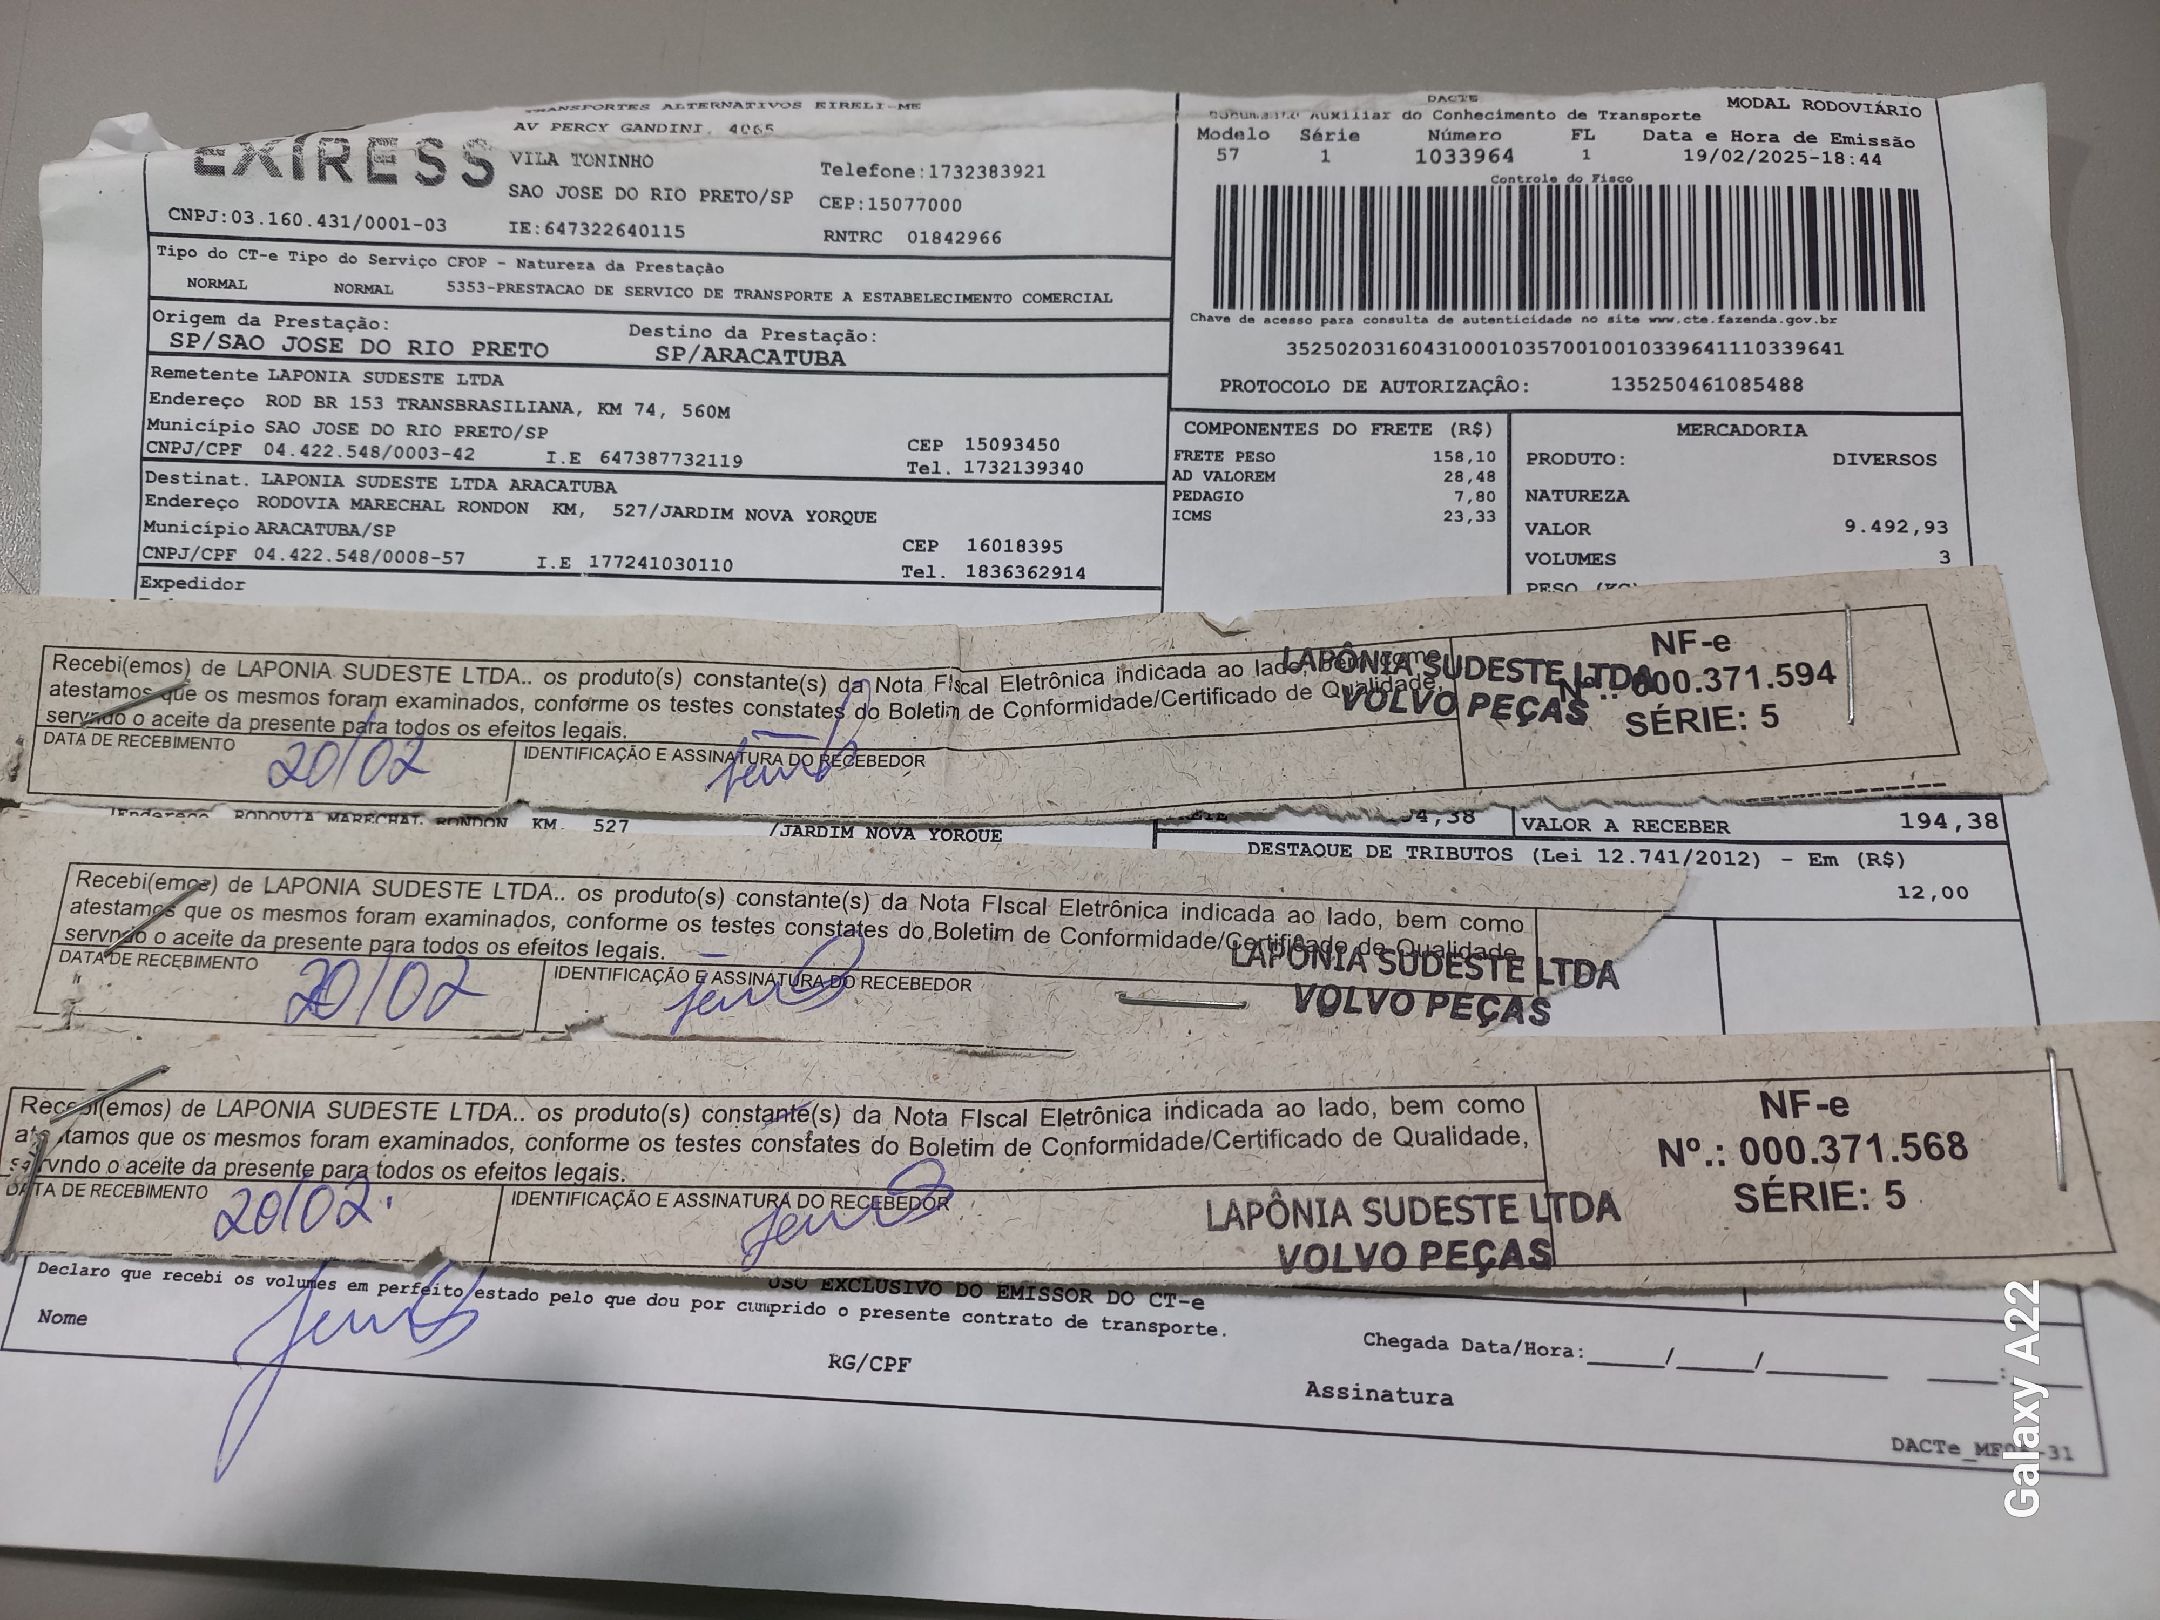 TRANSPORTES ALTERNATIVOS EIRELI-ME
AV PERCY GANDINI, 4065
EXIRESS
VILA TONINHO
Telefone:1732383921
SAO JOSE DO RIO PRETO/SP
CEP:15077000
CNPJ:03.160.431/0001-03
IE:647322640115
RNTRC 01842966
DACTE
Documento Auxiliar do Conhecimento de Transporte
MODAL RODOVIÁRIO
Modelo Série Número FL Data e Hora de Emissão
57 1 1033964 1 19/02/2025-18:44
Controle do Fisco
Chave de acesso para consulta de autenticidade no site www.cte.fazenda.gov.br
35250203160431000103570010010339641110339641
PROTOCOLO DE AUTORIZAÇÃO: 135250461085488
Tipo do CT-e Tipo do Serviço CFOP - Natureza da Prestação
NORMAL NORMAL 5353-PRESTACAO DE SERVICO DE TRANSPORTE A ESTABELECIMENTO COMERCIAL
Origem da Prestação:
SP/SAO JOSE DO RIO PRETO
Destino da Prestação:
SP/ARACATUBA
Remetente LAPONIA SUDESTE LTDA
Endereço ROD BR 153 TRANSBRASILIANA, KM 74, 560M
Município SAO JOSE DO RIO PRETO/SP
CEP 15093450
CNPJ/CPF 04.422.548/0003-42 I.E 647387732119 Tel. 1732139340
Destinat. LAPONIA SUDESTE LTDA ARACATUBA
Endereço RODOVIA MARECHAL RONDON KM, 527/JARDIM NOVA YORQUE
Município ARACATUBA/SP
CEP 16018395
CNPJ/CPF 04.422.548/0008-57 I.E 177241030110 Tel. 1836362914
Expedidor
COMPONENTES DO FRETE (R$)
FRETE PESO 158,10
AD VALOREM 28,48
PEDAGIO 7,80
ICMS 23,33
MERCADORIA
PRODUTO: DIVERSOS
NATUREZA
VALOR 9.492,93
VOLUMES 3
PESO (KG)
Recebi(emos) de LAPONIA SUDESTE LTDA.. os produto(s) constante(s) da Nota FIscal Eletrônica indicada ao lado, bem como
atestamos que os mesmos foram examinados, conforme os testes constates do Boletim de Conformidade/Certificado de Qualidade,
servndo o aceite da presente para todos os efeitos legais.
DATA DE RECEBIMENTO
20/02
IDENTIFICAÇÃO E ASSINATURA DO RECEBEDOR
LAPÔNIA SUDESTE LTDA
VOLVO PEÇAS
NF-e
Nº.: 000.371.594
SÉRIE: 5
Endereço RODOVIA MARECHAL RONDON KM, 527 /JARDIM NOVA YORQUE
VALOR A RECEBER 194,38
DESTAQUE DE TRIBUTOS (Lei 12.741/2012) - Em (R$)
12,00
Recebi(emos) de LAPONIA SUDESTE LTDA.. os produto(s) constante(s) da Nota FIscal Eletrônica indicada ao lado, bem como
atestamos que os mesmos foram examinados, conforme os testes constates do Boletim de Conformidade/Certificado de Qualidade,
servndo o aceite da presente para todos os efeitos legais.
DATA DE RECEBIMENTO
20/02
IDENTIFICAÇÃO E ASSINATURA DO RECEBEDOR
LAPÔNIA SUDESTE LTDA
VOLVO PEÇAS
Recebi(emos) de LAPONIA SUDESTE LTDA.. os produto(s) constante(s) da Nota FIscal Eletrônica indicada ao lado, bem como
atestamos que os mesmos foram examinados, conforme os testes constates do Boletim de Conformidade/Certificado de Qualidade,
servndo o aceite da presente para todos os efeitos legais.
DATA DE RECEBIMENTO
20/02.
IDENTIFICAÇÃO E ASSINATURA DO RECEBEDOR
LAPÔNIA SUDESTE LTDA
VOLVO PEÇAS
NF-e
Nº.: 000.371.568
SÉRIE: 5
USO EXCLUSIVO DO EMISSOR DO CT-e
Declaro que recebi os volumes em perfeito estado pelo que dou por cumprido o presente contrato de transporte.
Nome
RG/CPF
Chegada Data/Hora:_____/_____/________ ____:____
Assinatura
Galaxy A22